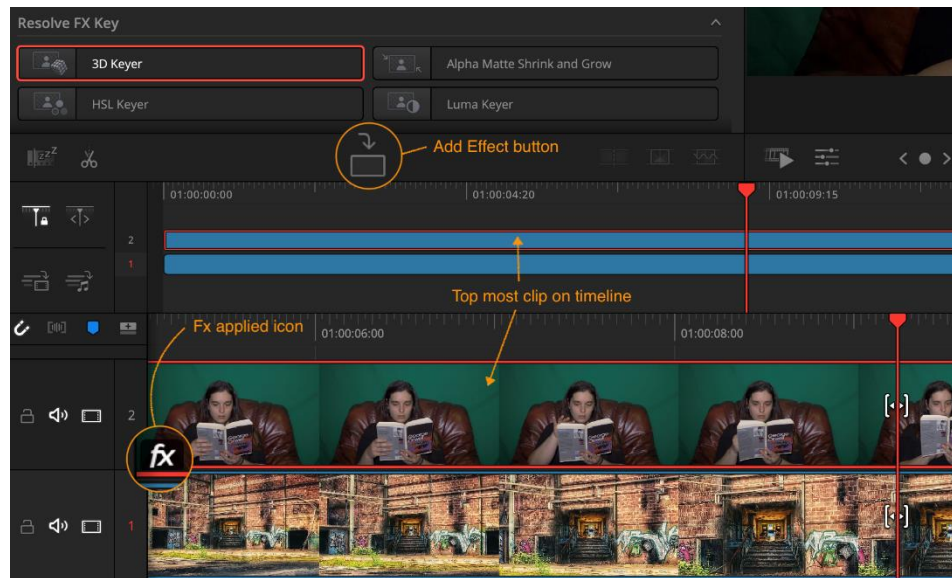 Resolve FX Key
3D Keyer
Alpha Matte Shrink and Grow
HSL Keyer
Luma Keyer
zzz
Add Effect button
01:00:00:00
01:00:04:20
01:00:09:15
2
1
Top most clip on timeline
Fx applied icon
01:00:06:00
01:00:08:00
2
fx
1